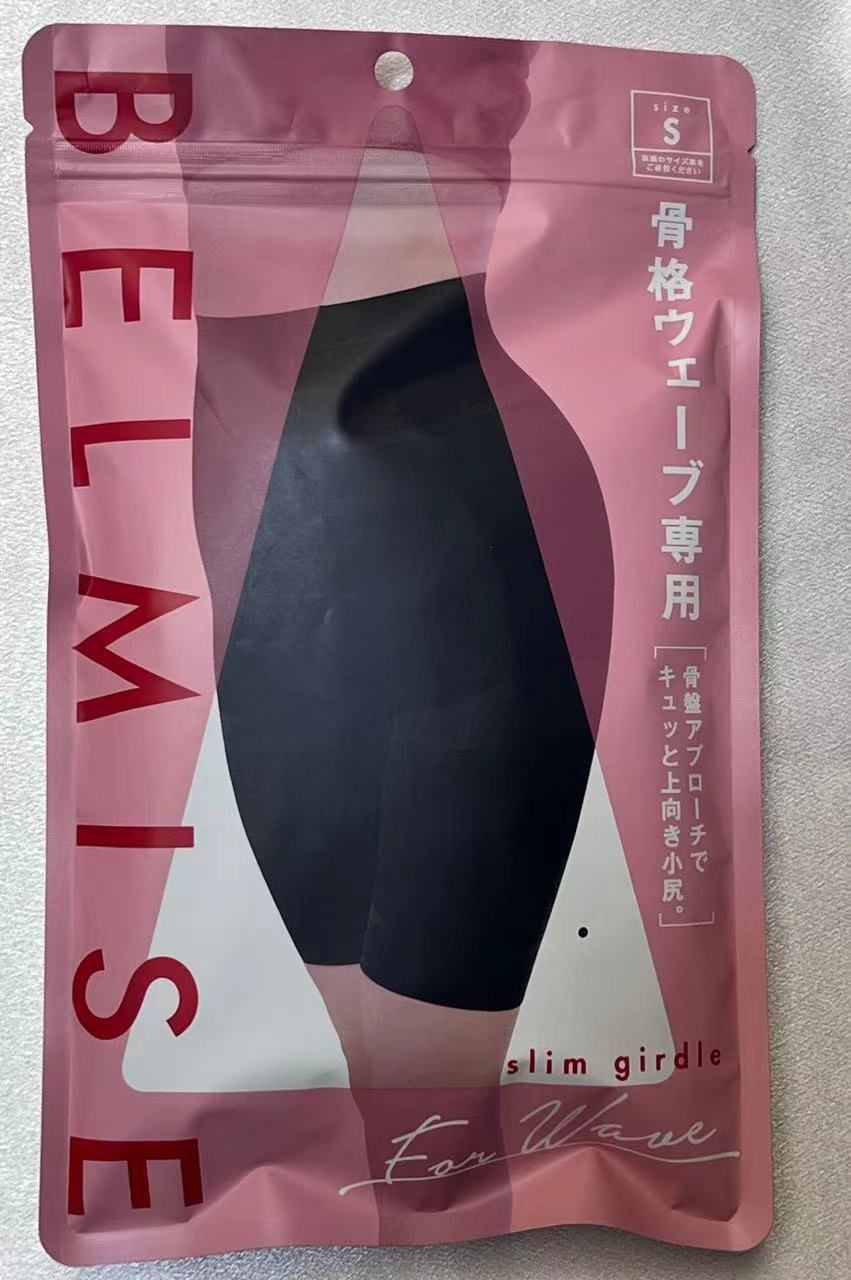 BELMISE
size
S
裏面のサイズ表を
ご確認ください
骨格ウェーブ専用
骨盤アプローチで
キュッと上向き小尻。
slim girdle
For Wave